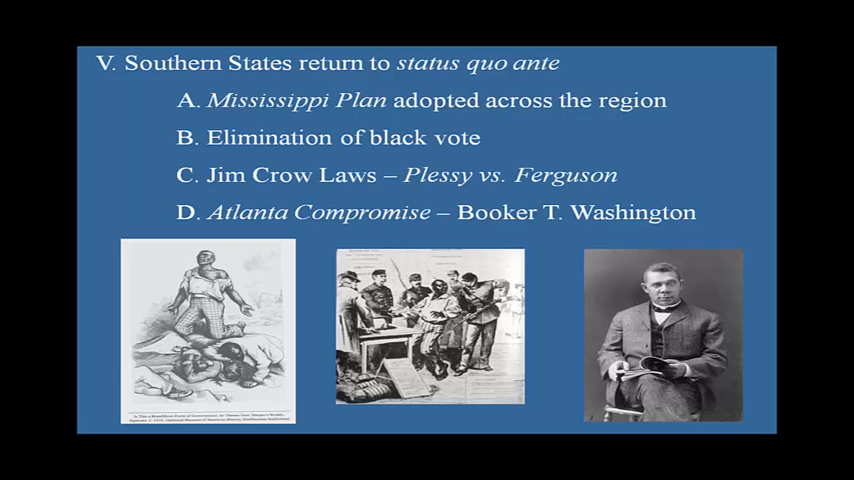 V. Southern States return to status quo ante
A. Mississippi Plan adopted across the region
B. Elimination of black vote
C. Jim Crow Laws – Plessy vs. Ferguson
D. Atlanta Compromise – Booker T. Washington